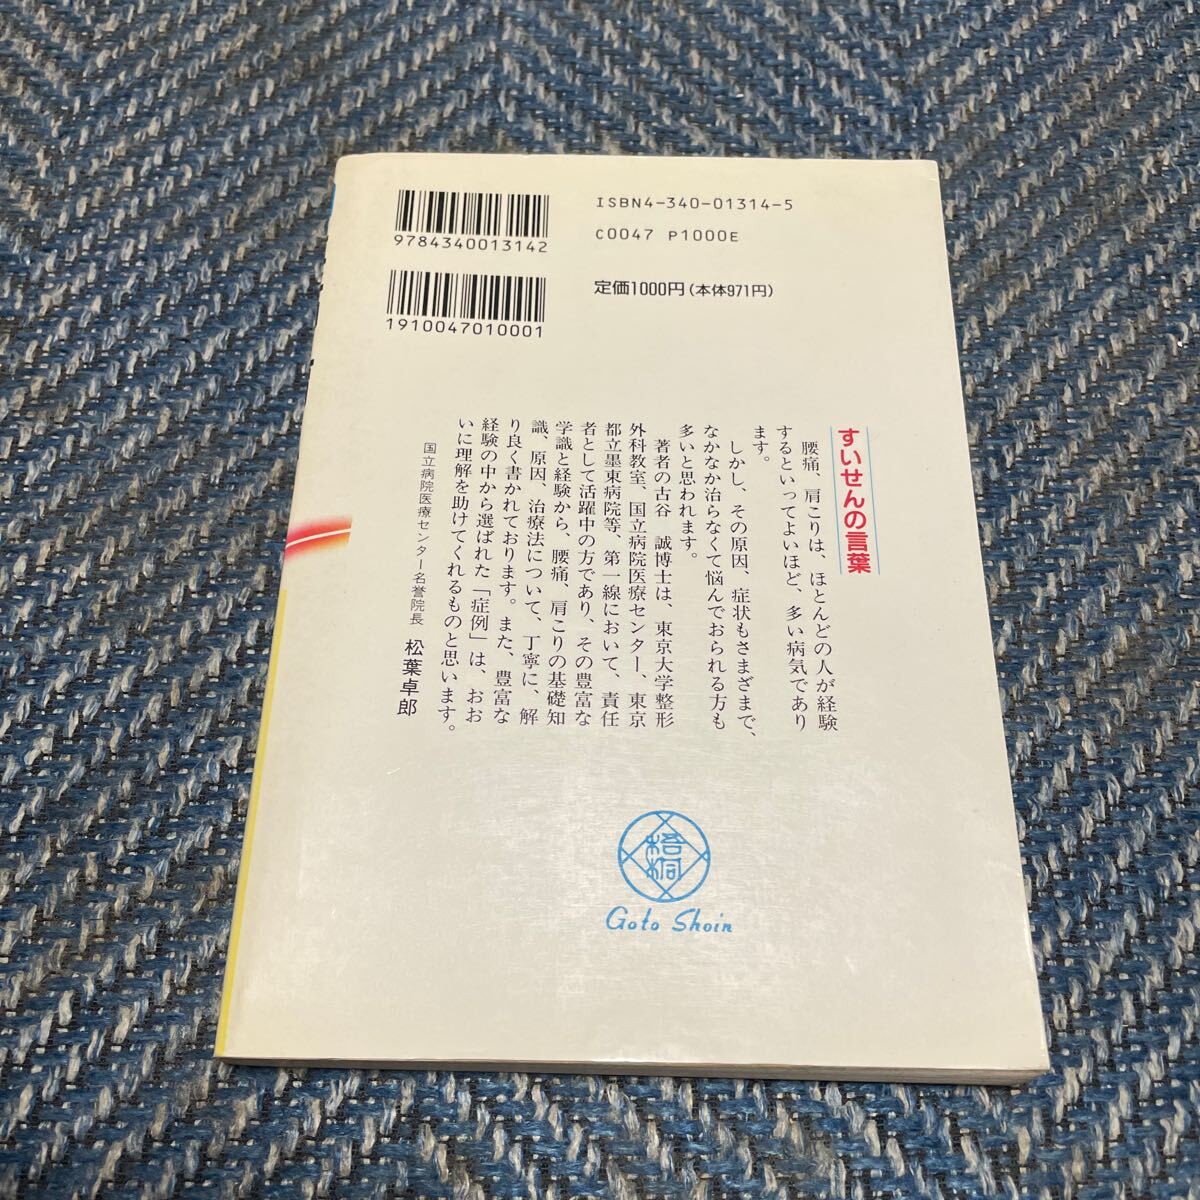 ISBN4-340-01314-5
C0047 P1000E
9784340013142
定価1000円(本体971円)
1910047010001
すいせんの言葉
腰痛、肩こりは、ほとんどの人が経験
するといってよいほど、多い病気であり
ます。
しかし、その原因、症状もさまざまで、
なかなか治らなくて悩んでおられる方も
多いと思われます。
著者の古谷 誠博士は、東京大学整形
外科教室、国立病院医療センター、東京
都立墨東病院等、第一線において、責任
者として活躍中の方であり、その豊富な
学識と経験から、腰痛、肩こりの基礎知
識、原因、治療法について、丁寧に、解
り良く書かれております。また、豊富な
経験の中から選ばれた「症例」は、おお
いに理解を助けてくれるものと思います。
国立病院医療センター名誉院長 松葉卓郎
梧桐
Goto Shoin